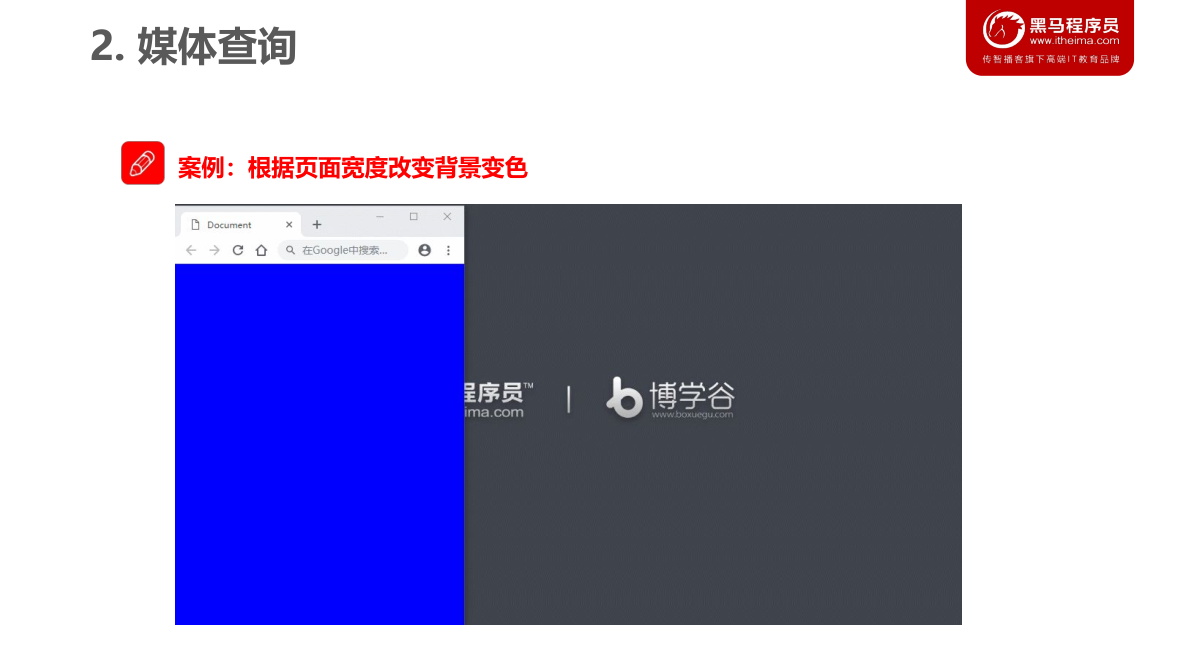 2. 媒体查询
黑马程序员
www.itheima.com
传智播客旗下高端IT教育品牌
案例：根据页面宽度改变背景变色
Document
在Google中搜索...
程序员™
ima.com
博学谷
www.boxuegu.com